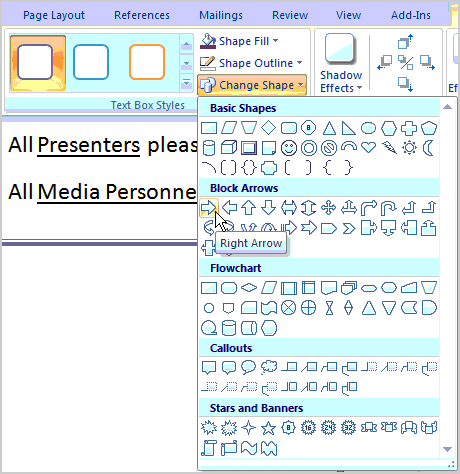 Page Layout References Mailings Review View Add-Ins
Shape Fill
Shape Outline
Change Shape
Shadow
Effects
Text Box Styles
Basic Shapes
All Presenters pleas
All Media Personne
Block Arrows
Right Arrow
Flowchart
Callouts
Stars and Banners